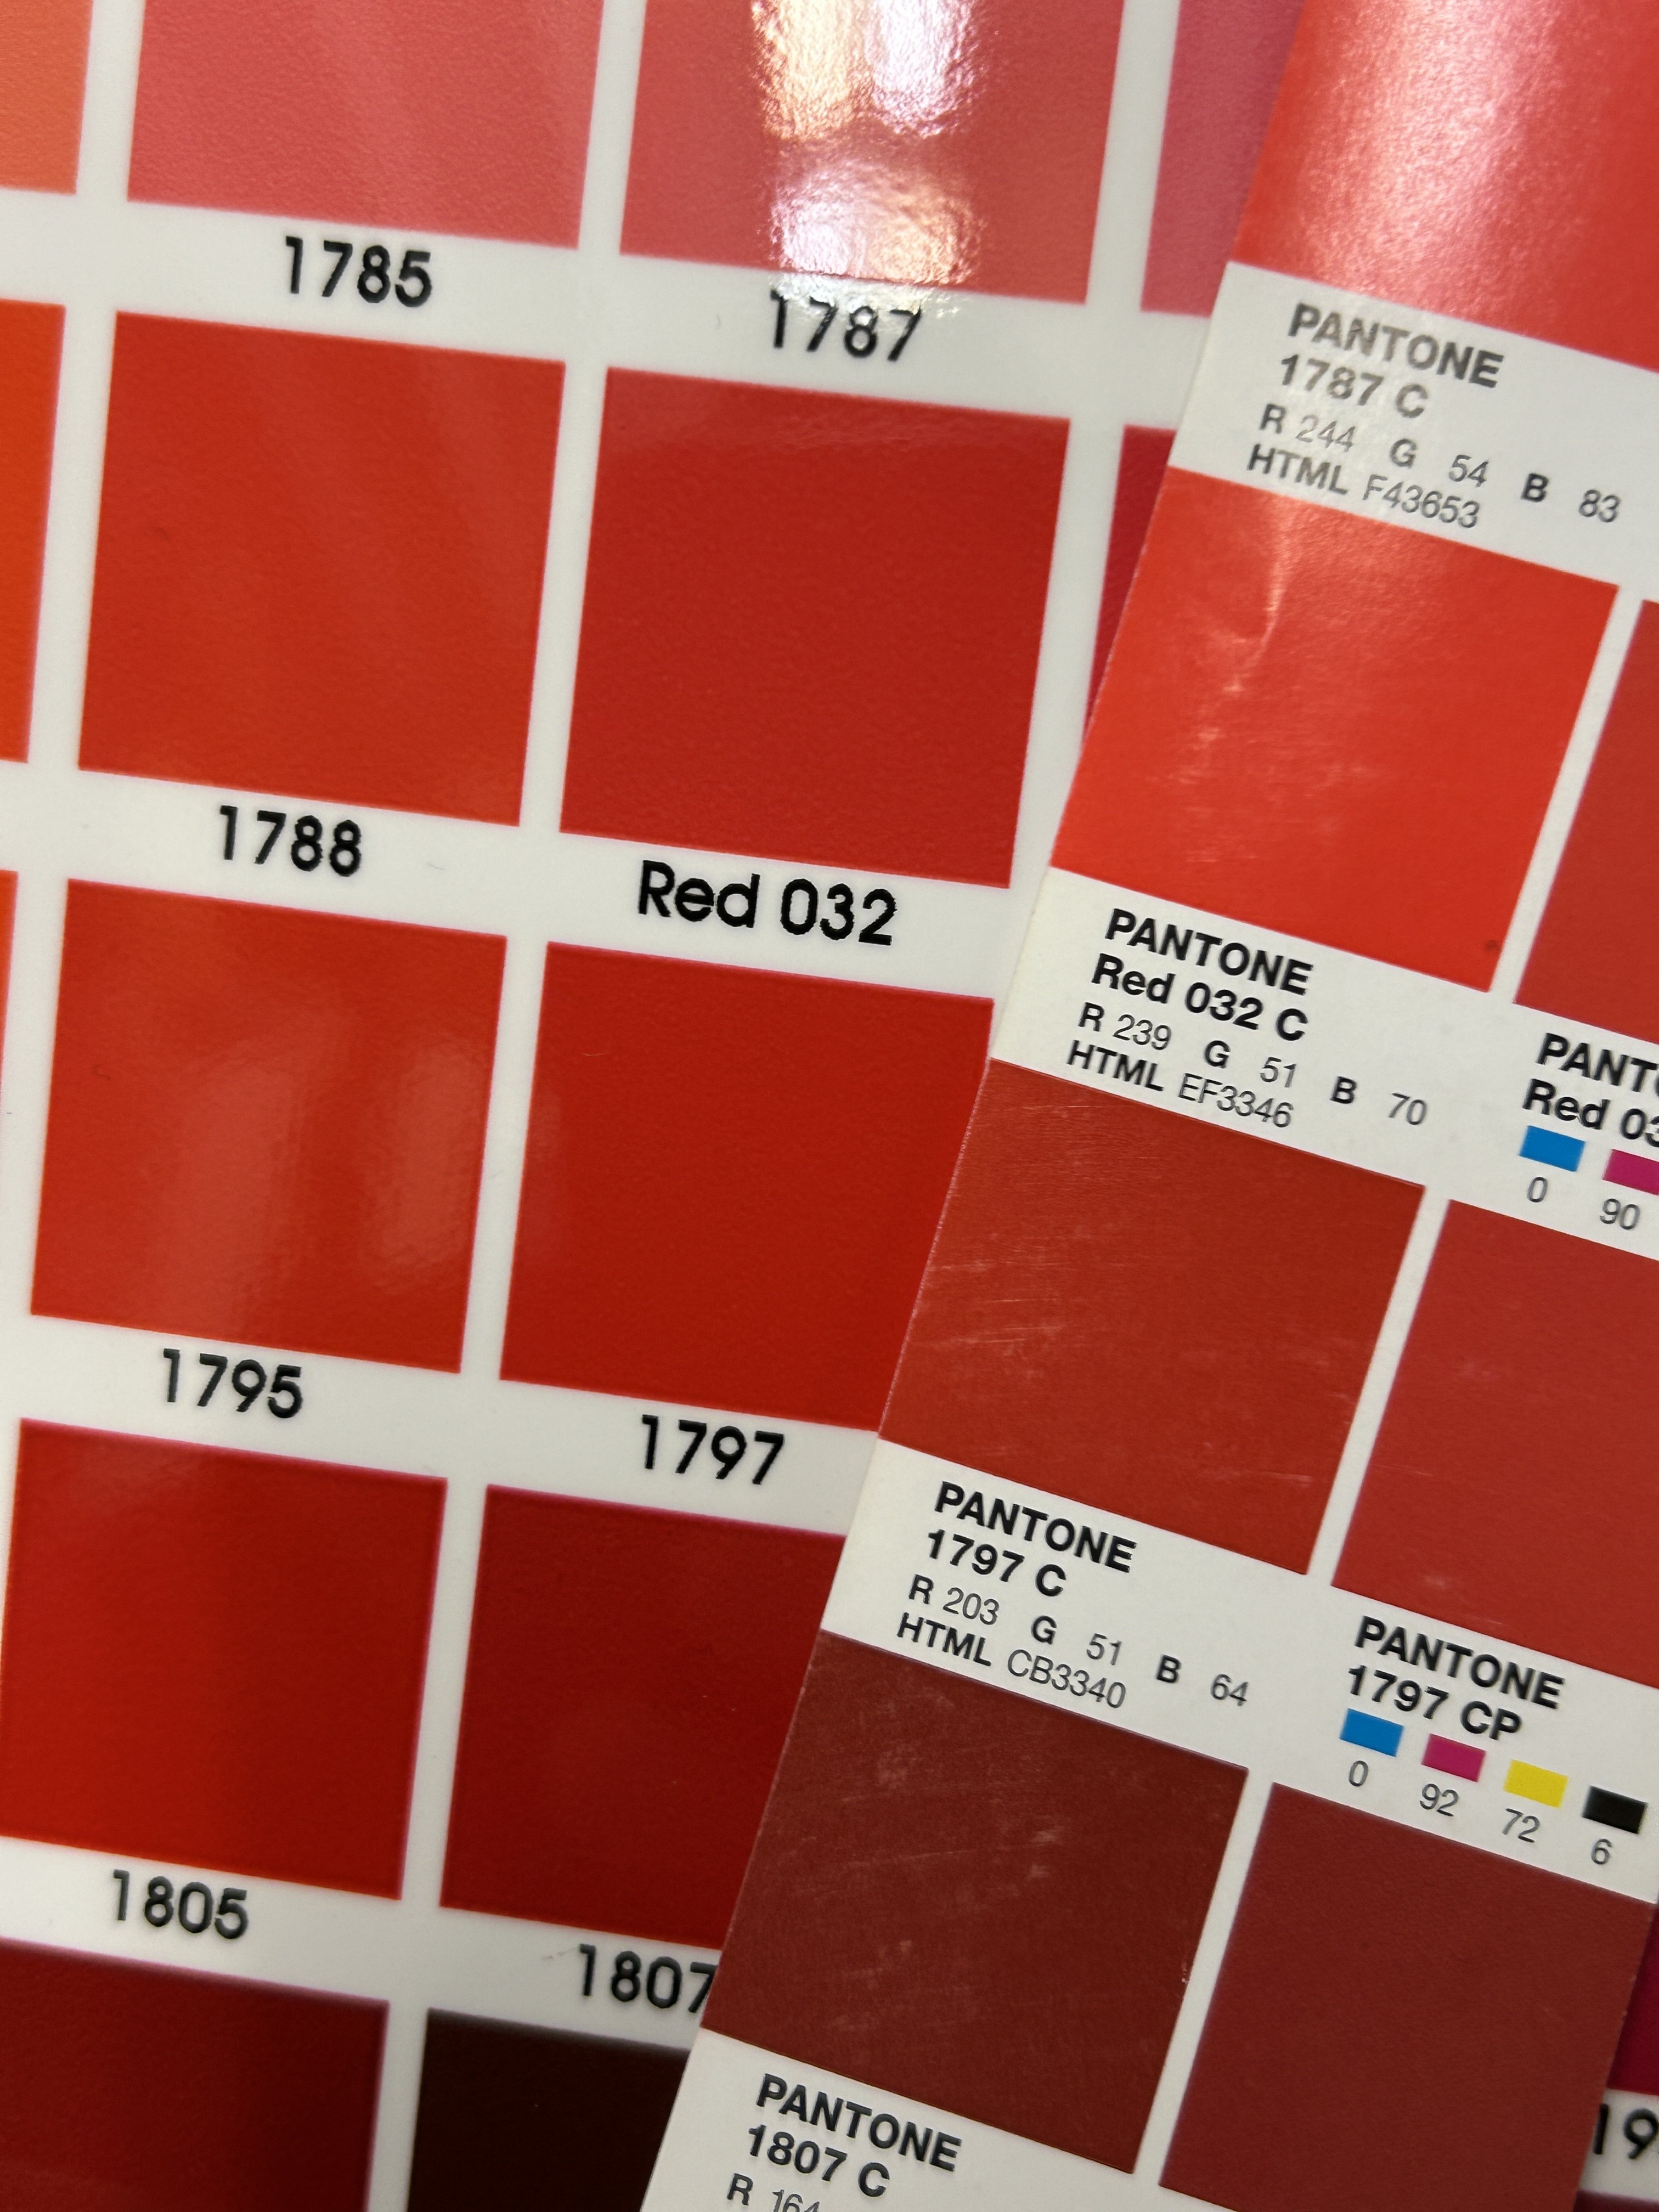 1785
1787
1788
Red 032
1795
1797
1805
1807
PANTONE
1787 C
R 244 G 54 B 83
HTML F43653
PANTONE
Red 032 C
R 239 G 51 B 70
HTML EF3346
Red
0 90
PANTONE
1797 C
R 203 G 51 B 64
HTML CB3340
PANTONE
1797 CP
0 92 72 6
PANTONE
1807 C
R 164